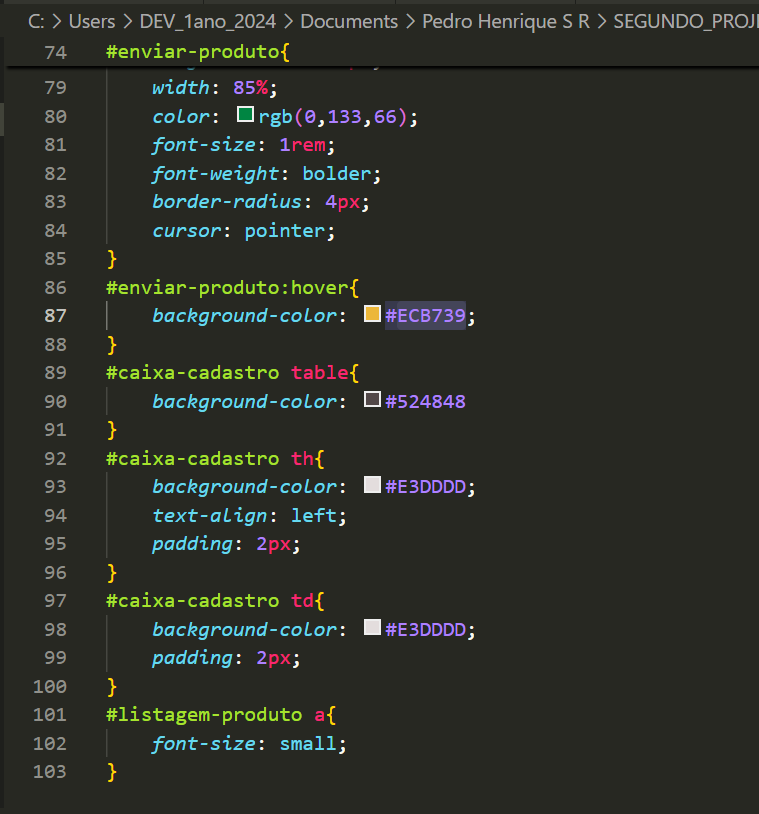 C: > Users > DEV_1ano_2024 > Documents > Pedro Henrique S R > SEGUNDO_PROJ
74 #enviar-produto{
79 width: 85%;
80 color: rgb(0,133,66);
81 font-size: 1rem;
82 font-weight: bolder;
83 border-radius: 4px;
84 cursor: pointer;
85 }
86 #enviar-produto:hover{
87 background-color: #ECB739;
88 }
89 #caixa-cadastro table{
90 background-color: #524848
91 }
92 #caixa-cadastro th{
93 background-color: #E3DDDD;
94 text-align: left;
95 padding: 2px;
96 }
97 #caixa-cadastro td{
98 background-color: #E3DDDD;
99 padding: 2px;
100 }
101 #listagem-produto a{
102 font-size: small;
103 }